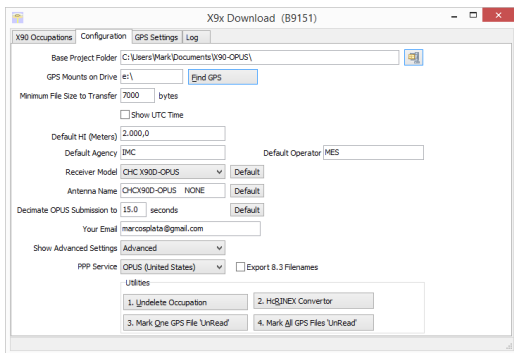 X9x Download (B9151)
X90 Occupations Configuration GPS Settings Log
Base Project Folder C:\Users\Mark\Documents\X90-OPUS\
GPS Mounts on Drive e:\ Find GPS
Minimum File Size to Transfer 7000 bytes
Show UTC Time
Default HI (Meters) 2.000,0
Default Agency IMC Default Operator MES
Receiver Model CHC X90D-OPUS Default
Antenna Name CHCX90D-OPUS NONE Default
Decimate OPUS Submission to 15.0 seconds Default
Your Email marcosplata@gmail.com
Show Advanced Settings Advanced
PPP Service OPUS (United States) Export 8.3 Filenames
Utilities
1. Undelete Occupation 2. HcRINEX Convertor
3. Mark One GPS File 'UnRead' 4. Mark All GPS Files 'UnRead'